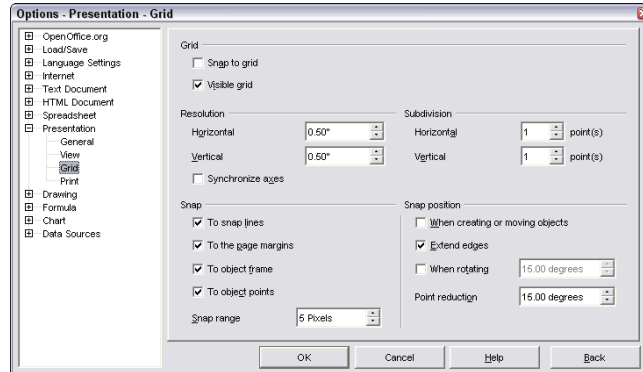 Options - Presentation - Grid
OpenOffice.org
Load/Save
Language Settings
Internet
Text Document
HTML Document
Spreadsheet
Presentation
General
View
Grid
Print
Drawing
Formula
Chart
Data Sources
Grid
Snap to grid
Visible grid
Resolution
Horizontal 0.50"
Vertical 0.50"
Synchronize axes
Subdivision
Horizontal 1 point(s)
Vertical 1 point(s)
Snap
To snap lines
To the page margins
To object frame
To object points
Snap range 5 Pixels
Snap position
When creating or moving objects
Extend edges
When rotating 15.00 degrees
Point reduction 15.00 degrees
OK Cancel Help Back